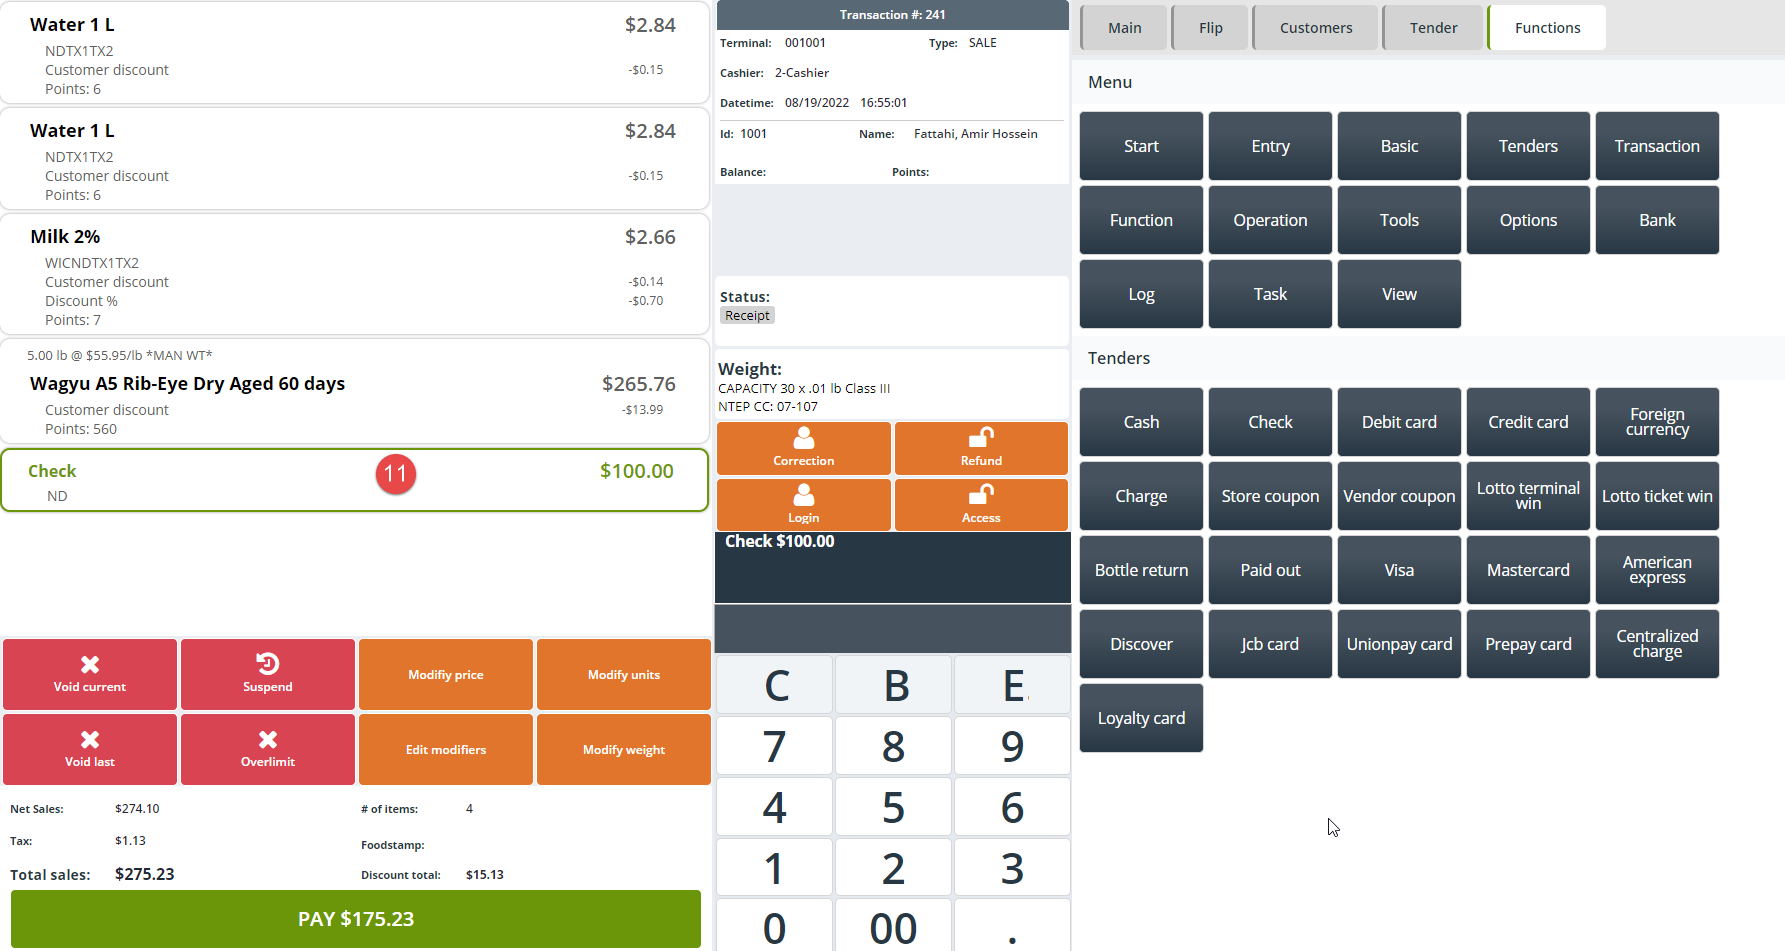 Water 1 L $2.84
NDTX1TX2
Customer discount -$0.15
Points: 6
Water 1 L $2.84
NDTX1TX2
Customer discount -$0.15
Points: 6
Milk 2% $2.66
WICNDTX1TX2
Customer discount -$0.14
Discount % -$0.70
Points: 7
5.00 lb @ $55.95/lb *MAN WT*
Wagyu A5 Rib-Eye Dry Aged 60 days $265.76
Customer discount -$13.99
Points: 560
Check 11 $100.00
ND
Void current
Suspend
Modifiy price
Modify units
Void last
Overlimit
Edit modifiers
Modify weight
Net Sales: $274.10 # of items: 4
Tax: $1.13 Foodstamp:
Total sales: $275.23 Discount total: $15.13
PAY $175.23
Transaction #: 241
Terminal: 001001 Type: SALE
Cashier: 2-Cashier
Datetime: 08/19/2022 16:55:01
Id: 1001 Name: Fattahi, Amir Hossein
Balance: Points:
Status:
Receipt
Weight:
CAPACITY 30 x .01 lb Class III
NTEP CC: 07-107
Correction
Refund
Login
Access
Check $100.00
C B E.
7 8 9
4 5 6
1 2 3
0 00 .
Main Flip Customers Tender Functions
Menu
Start Entry Basic Tenders Transaction
Function Operation Tools Options Bank
Log Task View
Tenders
Cash Check Debit card Credit card Foreign currency
Charge Store coupon Vendor coupon Lotto terminal win Lotto ticket win
Bottle return Paid out Visa Mastercard American express
Discover Jcb card Unionpay card Prepay card Centralized charge
Loyalty card